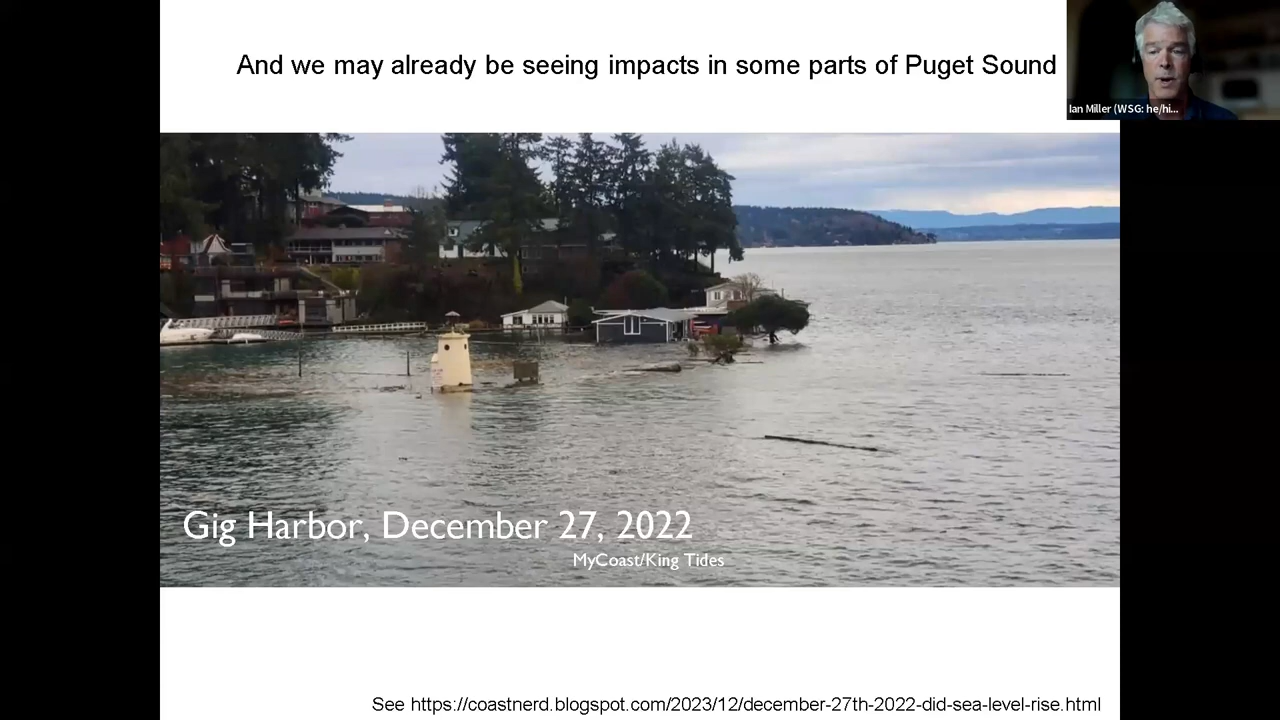 And we may already be seeing impacts in some parts of Puget Sound
Ian Miller (WSG: he/hi...
Gig Harbor, December 27, 2022
MyCoast/King Tides
See https://coastnerd.blogspot.com/2023/12/december-27th-2022-did-sea-level-rise.html